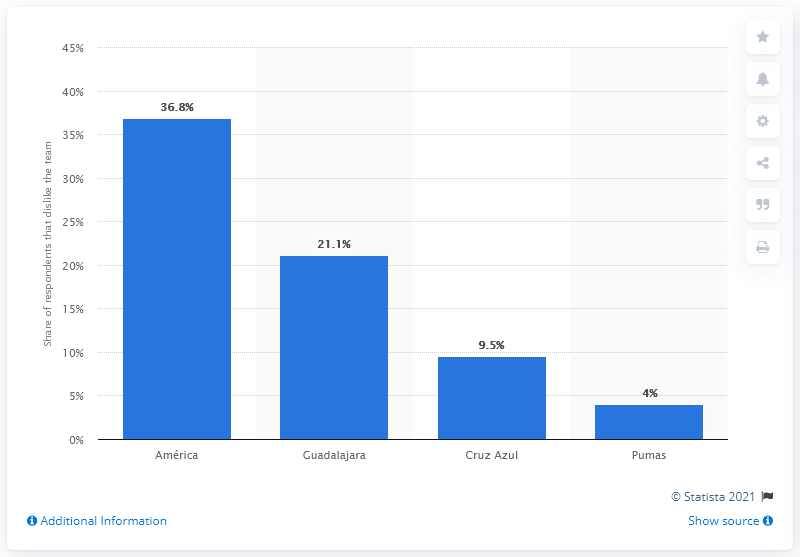 45%
40%
35%
30%
25%
20%
15%
10%
5%
0%
Share of respondents that dislike the team
36.8%
21.1%
9.5%
4%
América
Guadalajara
Cruz Azul
Pumas
© Statista 2021
Additional Information
Show source